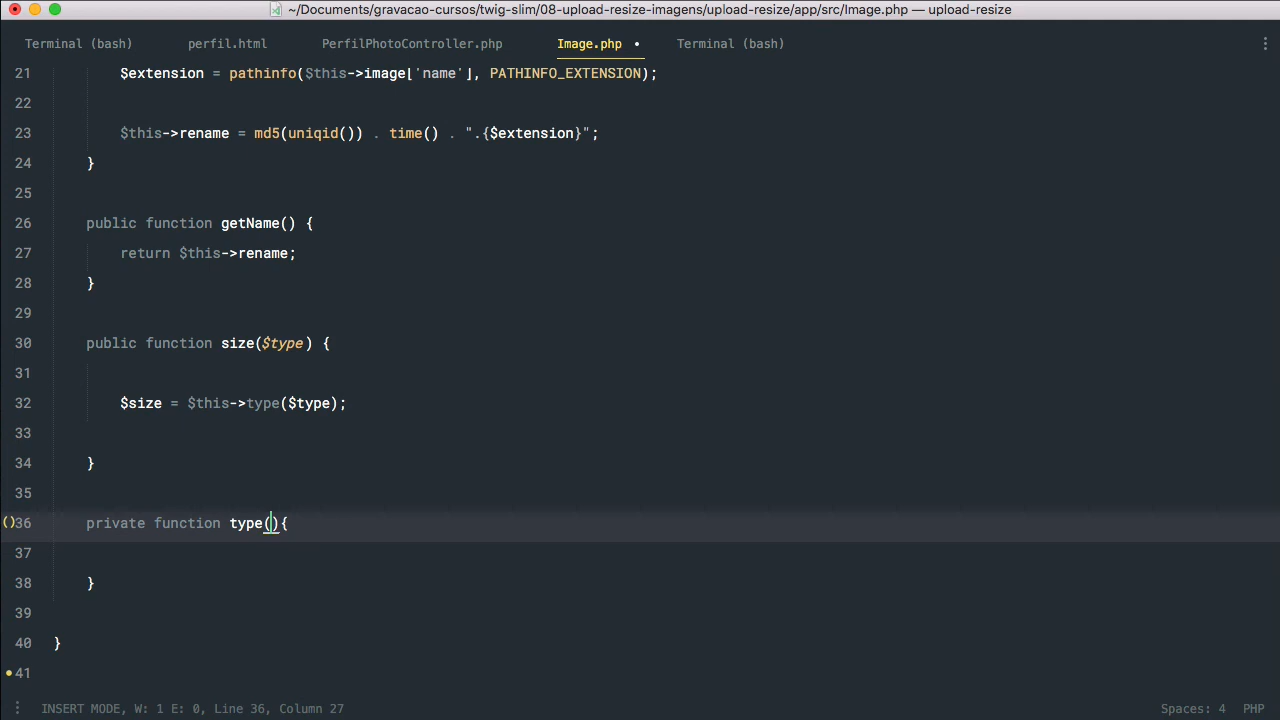 ~/Documents/gravacao-cursos/twig-slim/08-upload-resize-imagens/upload-resize/app/src/Image.php — upload-resize
Terminal (bash) perfil.html PerfilPhotoController.php Image.php • Terminal (bash)
21 $extension = pathinfo($this->image['name'], PATHINFO_EXTENSION);
22
23 $this->rename = md5(uniqid()) . time() . ".{$extension}";
24 }
25
26 public function getName() {
27 return $this->rename;
28 }
29
30 public function size($type) {
31
32 $size = $this->type($type);
33
34 }
35
36 private function type(){
37
38 }
39
40 }
41
INSERT MODE, W: 1 E: 0, Line 36, Column 27 Spaces: 4 PHP